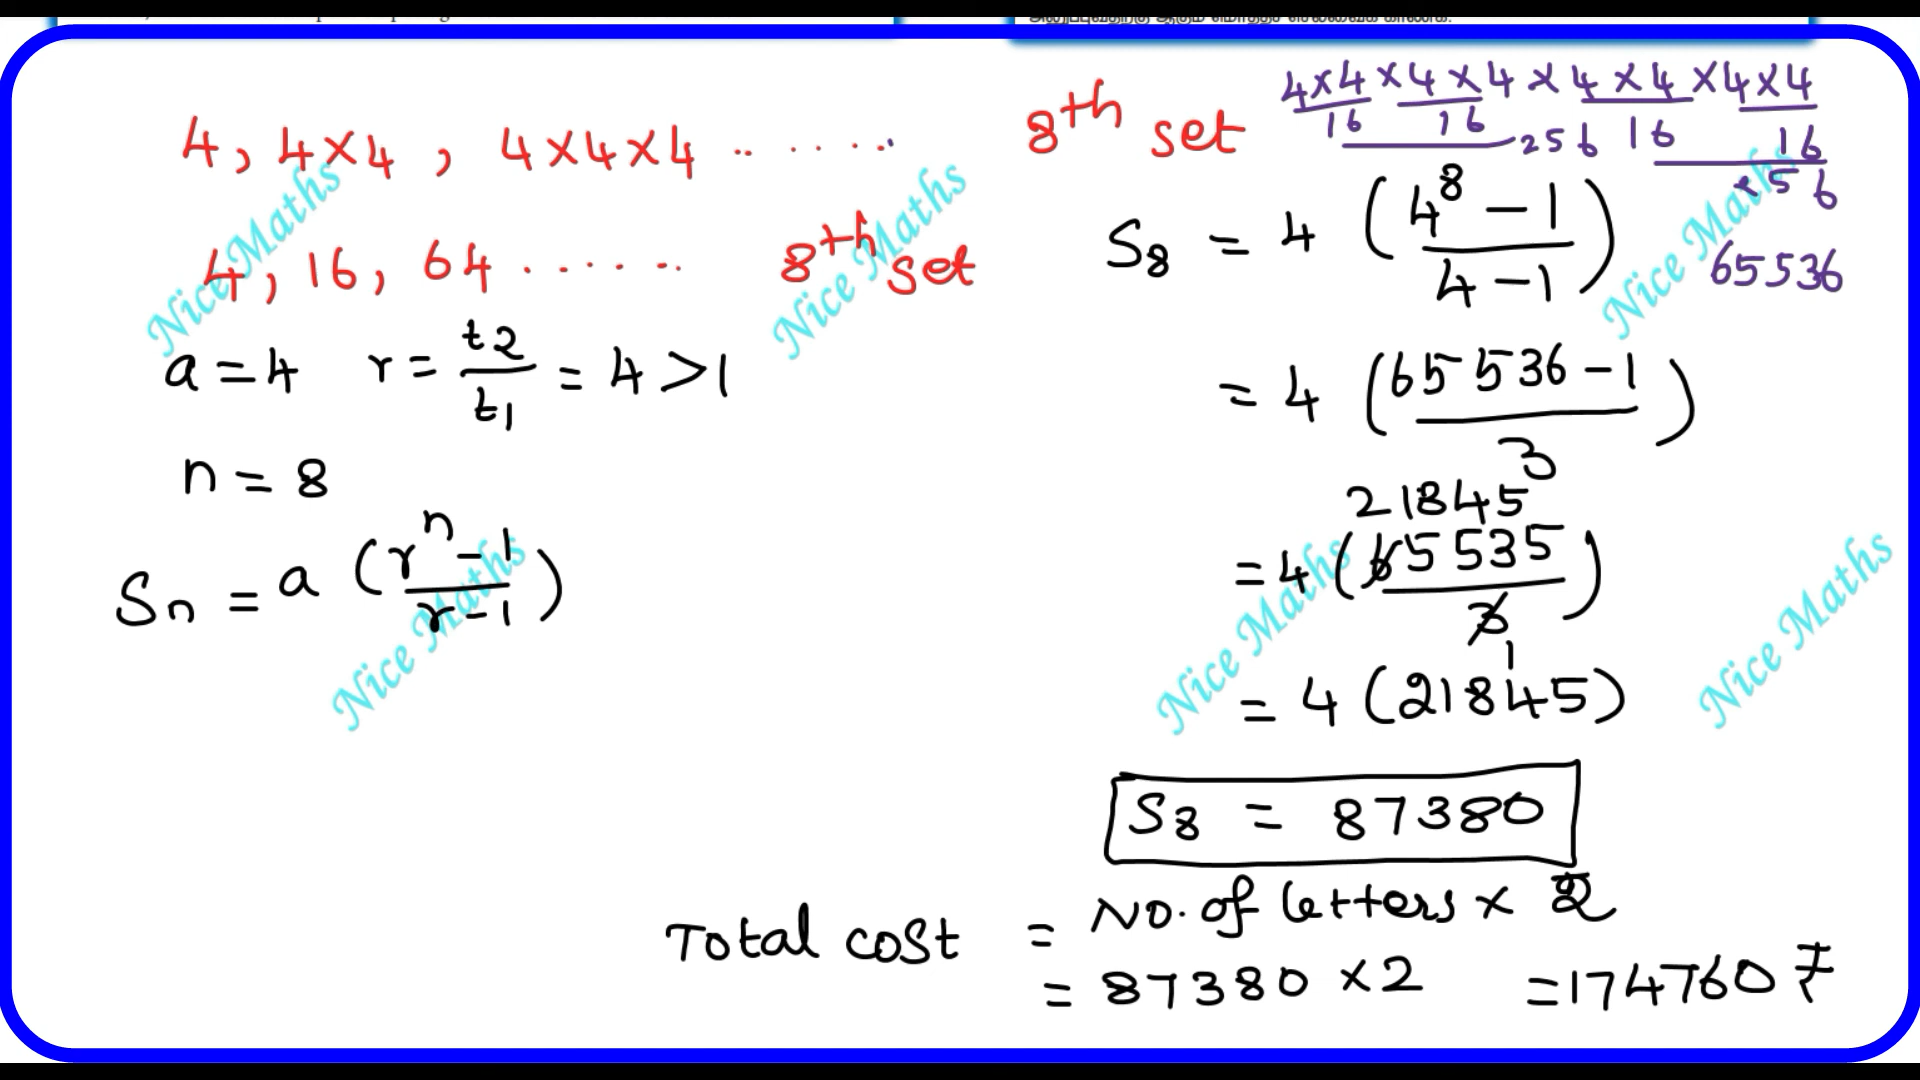 4, 4×4, 4×4×4 ........
4, 16, 64 ...... 8th set
a = 4 r = t2/t1 = 4 > 1
n = 8
Sn = a (r^n - 1 / r - 1)
8th set
4×4×4×4×4×4×4×4
16 16 256 16 16
256
65536
S8 = 4 (4^8 - 1 / 4 - 1)
= 4 (65536 - 1 / 3)
21845
= 4 (65535 / 3)
1
= 4 (21845)
S8 = 87380
Total cost = No. of letters × 2
= 87380 × 2 = 174760 ₹
Nice Maths
Nice Maths
Nice Maths
Nice Maths
Nice Maths
Nice Maths